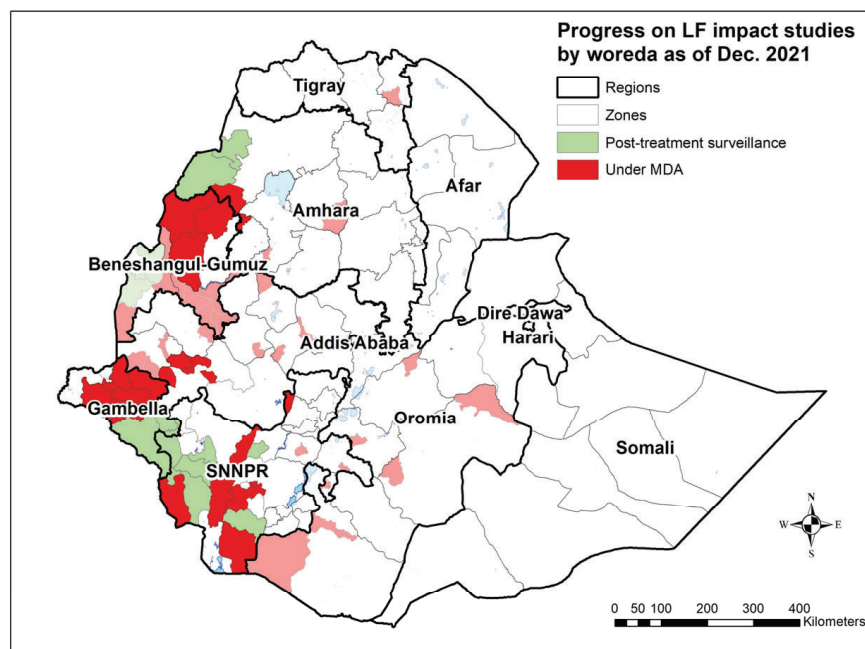 Progress on LF impact studies
by woreda as of Dec. 2021
Regions
Zones
Post-treatment surveillance
Under MDA
Tigray
Afar
Amhara
Beneshangul-Gumuz
Dire Dawa
Harari
Addis Ababa
Gambella
Oromia
Somali
SNNPR
N
W E
S
0 50 100 200 300 400
Kilometers